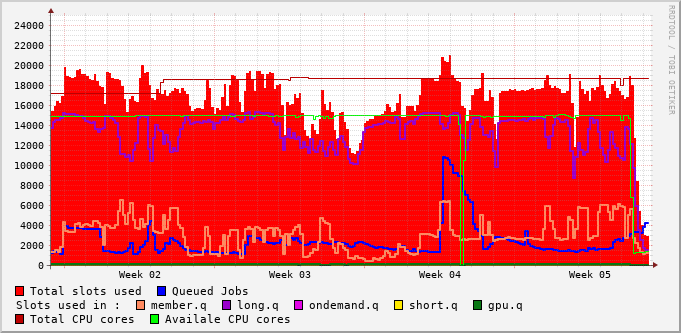 24000
22000
20000
18000
16000
14000
12000
10000
8000
6000
4000
2000
0
Week 02 Week 03 Week 04 Week 05
Total slots used Queued Jobs
Slots used in : member.q long.q ondemand.q short.q gpu.q
Total CPU cores Availale CPU cores
RRDTOOL / TOBI OETIKER